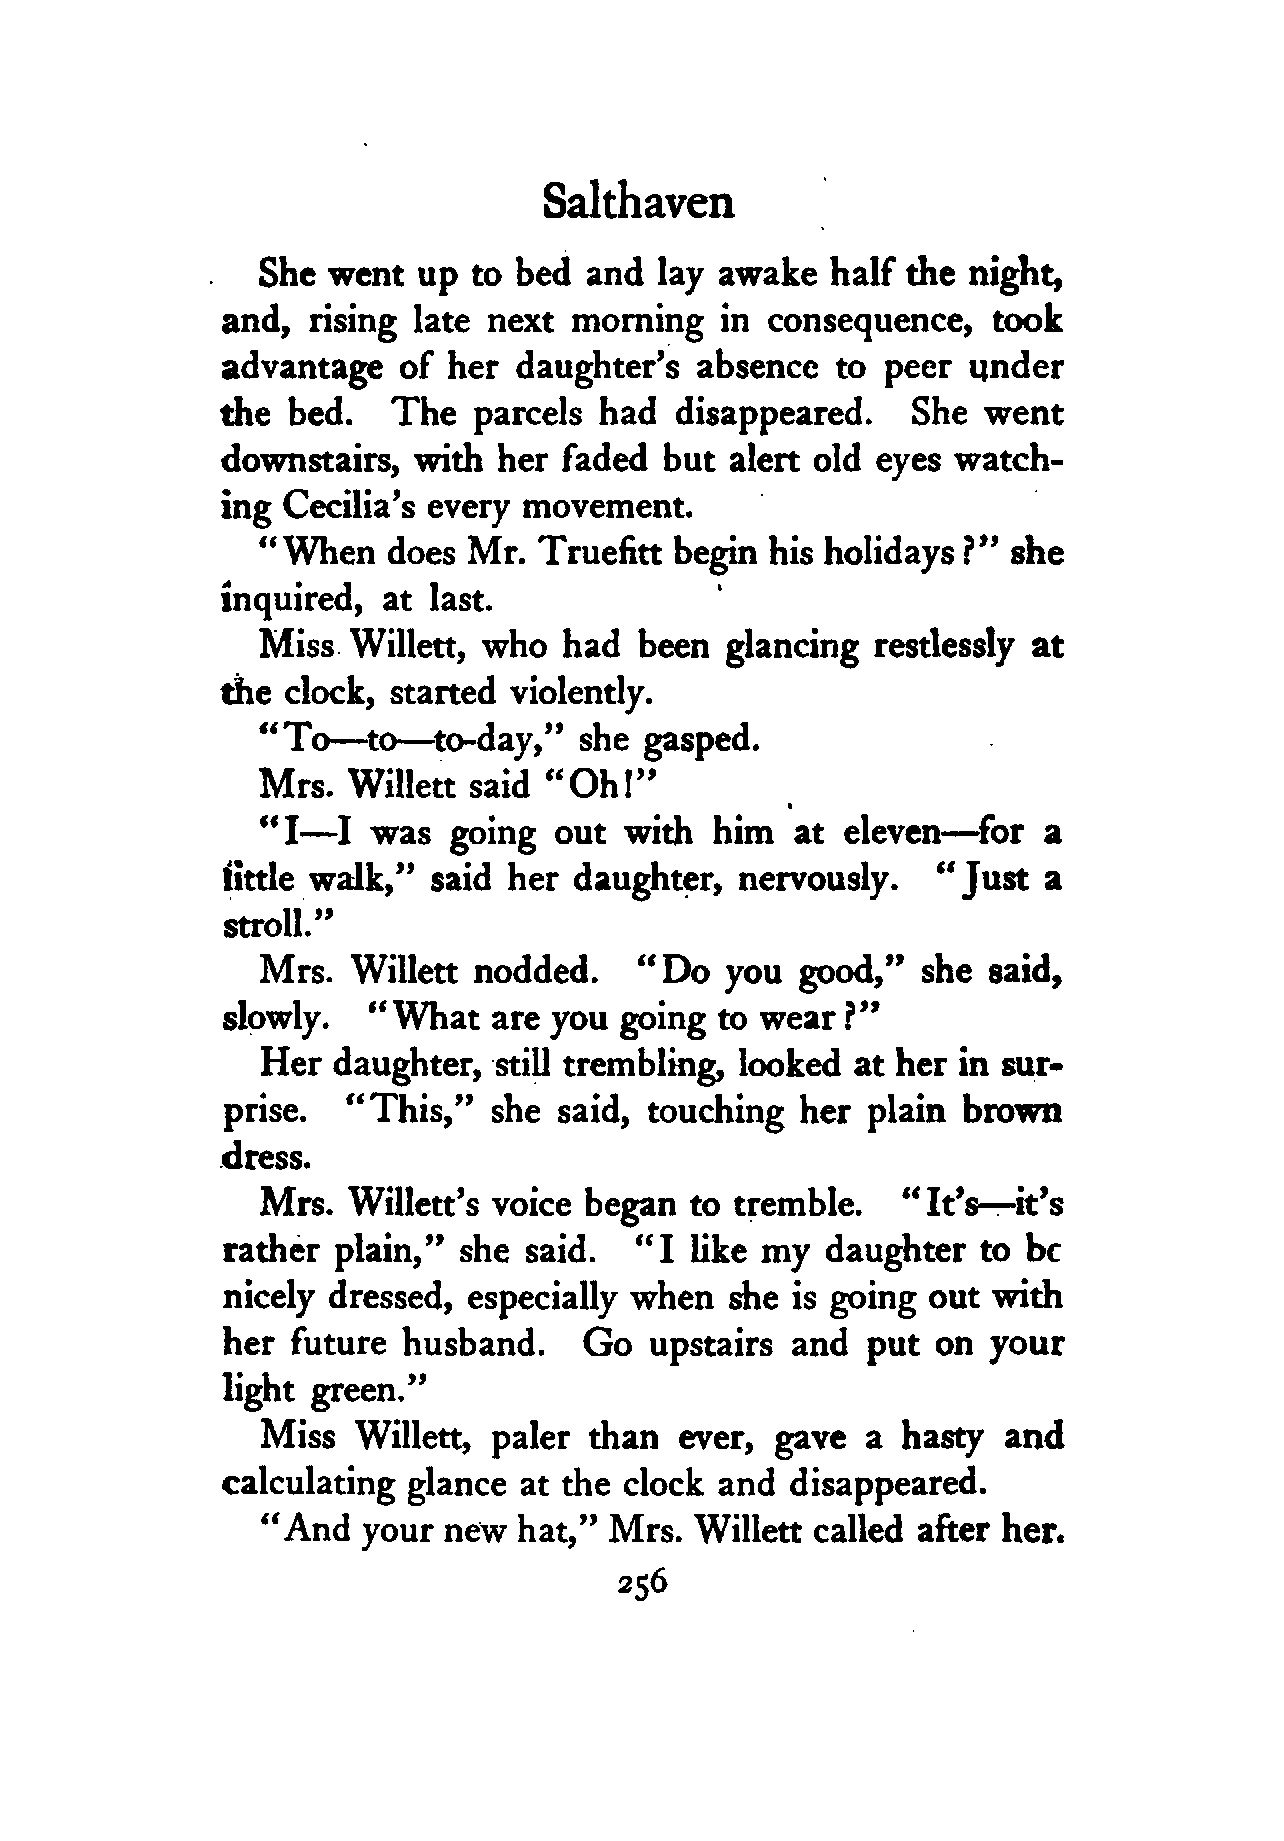 Salthaven
She went up to bed and lay awake half the night,
and, rising late next morning in consequence, took
advantage of her daughter's absence to peer under
the bed. The parcels had disappeared. She went
downstairs, with her faded but alert old eyes watch-
ing Cecilia's every movement.
"When does Mr. Truefitt begin his holidays?" she
inquired, at last.
Miss Willett, who had been glancing restlessly at
the clock, started violently.
"To—to—to-day," she gasped.
Mrs. Willett said "Oh!"
"I—I was going out with him at eleven—for a
little walk," said her daughter, nervously. "Just a
stroll."
Mrs. Willett nodded. "Do you good," she said,
slowly. "What are you going to wear?"
Her daughter, still trembling, looked at her in sur-
prise. "This," she said, touching her plain brown
dress.
Mrs. Willett's voice began to tremble. "It's—it's
rather plain," she said. "I like my daughter to be
nicely dressed, especially when she is going out with
her future husband. Go upstairs and put on your
light green."
Miss Willett, paler than ever, gave a hasty and
calculating glance at the clock and disappeared.
"And your new hat," Mrs. Willett called after her.
256